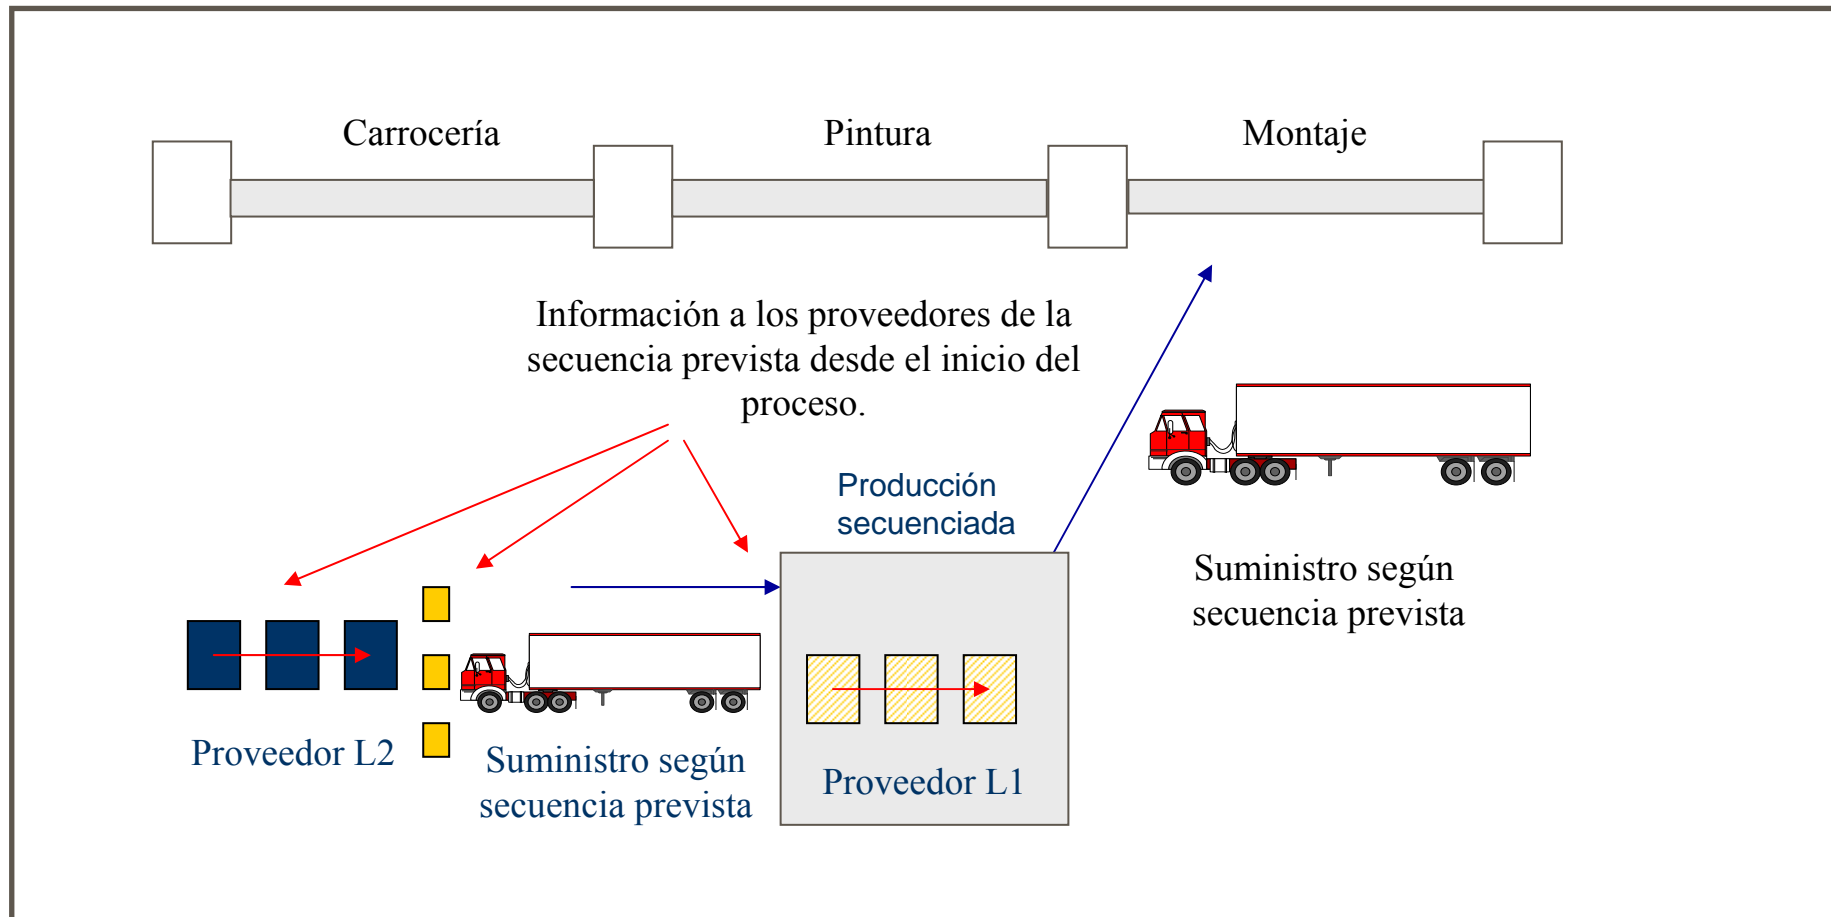 Carrocería
Pintura
Montaje
Información a los proveedores de la
secuencia prevista desde el inicio del
proceso.
Producción
secuenciada
Suministro según
secuencia prevista
Proveedor L2
Suministro según
secuencia prevista
Proveedor L1